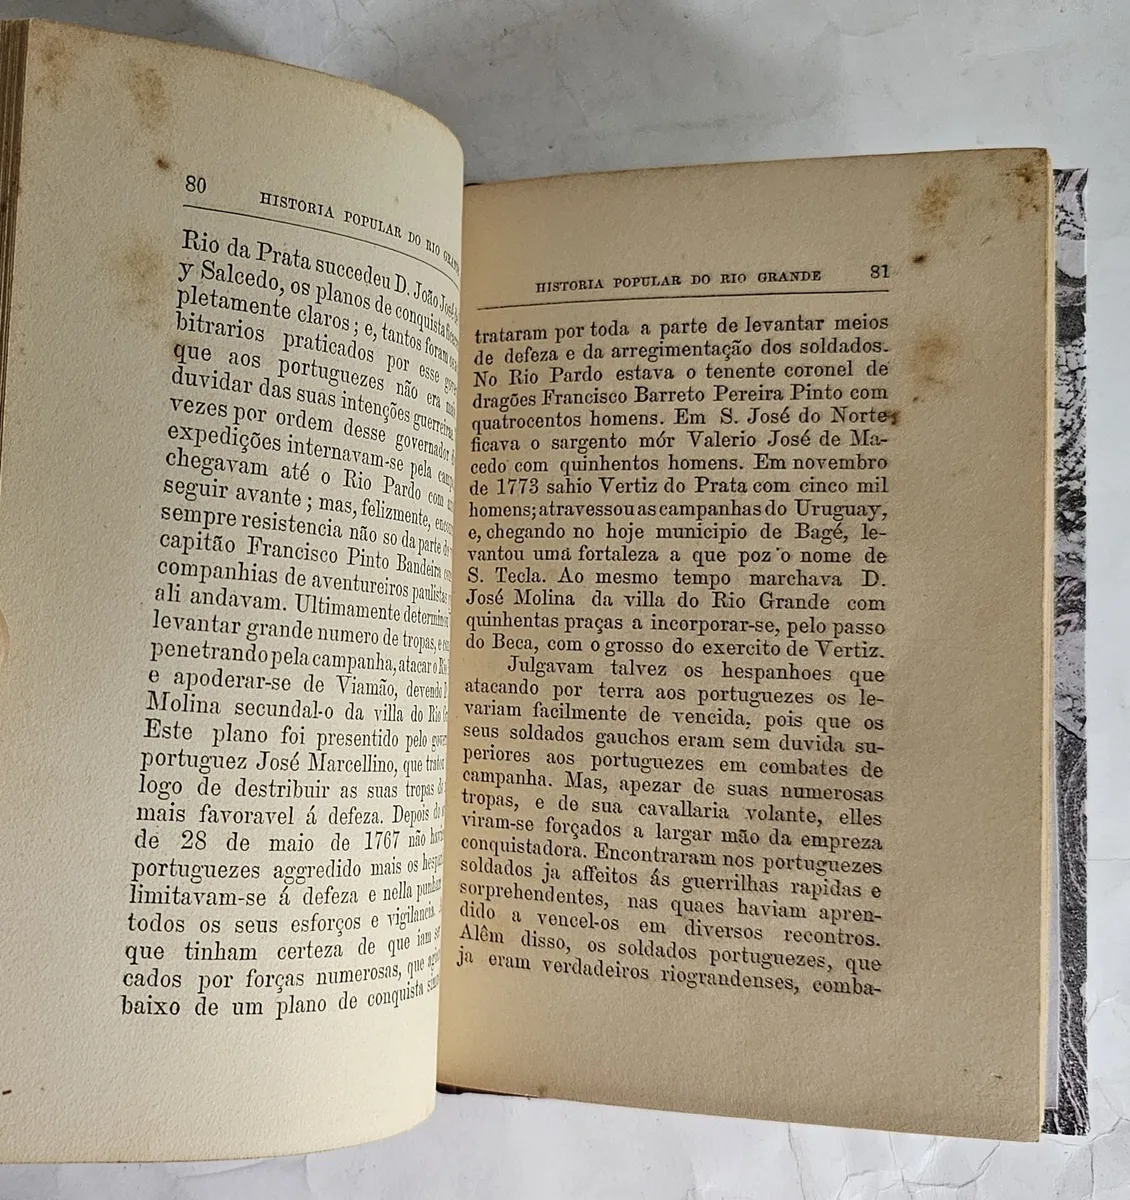 80
HISTORIA POPULAR DO RIO GRANDE
Rio da Prata succedeu D. João José
y Salcedo, os planos de conquista
pletamente claros; e, tantos foram os
bitrarios praticados por esse
que aos portuguezes não era
duvidar das suas intenções guerreiras.
vezes por ordem desse governador
expedições internavam-se pela
chegavam até o Rio Pardo com
seguir avante; mas, felizmente,
sempre resistencia não so da parte
capitão Francisco Pinto Bandeira
companhias de aventureiros paulistas
ali andavam. Ultimamente
levantar grande numero de tropas, e
penetrando pela campanha, atacar o
e apoderar-se de Viamão, devendo
Molina secundal-o da villa do Rio
Este plano foi presentido pelo
portuguez José Marcellino, que
logo de destribuir as suas tropas
mais favoravel á defeza. Depois
de 28 de maio de 1767 não
portuguezes aggredido mais os
limitavam-se á defeza e nella
todos os seus esforços e vigilancia.
que tinham certeza de que iam
cados por forças numerosas, que
baixo de um plano de conquista
HISTORIA POPULAR DO RIO GRANDE 81
trataram por toda a parte de levantar meios
de defeza e da arregimentação dos soldados.
No Rio Pardo estava o tenente coronel de
dragões Francisco Barreto Pereira Pinto com
quatrocentos homens. Em S. José do Norte,
ficava o sargento mór Valerio José de Ma-
cedo com quinhentos homens. Em novembro
de 1773 sahio Vertiz do Prata com cinco mil
homens; atravessou as campanhas do Uruguay,
e, chegando no hoje municipio de Bagé, le-
vantou umá fortaleza a que poz o nome de
S. Tecla. Ao mesmo tempo marchava D.
José Molina da villa do Rio Grande com
quinhentas praças a incorporar-se, pelo passo
do Beca, com o grosso do exercito de Vertiz.
Julgavam talvez os hespanhoes que
atacando por terra aos portuguezes os le-
variam facilmente de vencida, pois que os
seus soldados gauchos eram sem duvida su-
periores aos portuguezes em combates de
campanha. Mas, apezar de suas numerosas
tropas, e de sua cavallaria volante, elles
viram-se forçados a largar mão da empreza
conquistadora. Encontraram nos portuguezes
soldados ja affeitos ás guerrilhas rapidas e
sorprehendentes, nas quaes haviam apren-
dido a vencel-os em diversos recontros.
Alêm disso, os soldados portuguezes, que
ja eram verdadeiros riograndenses, comba-